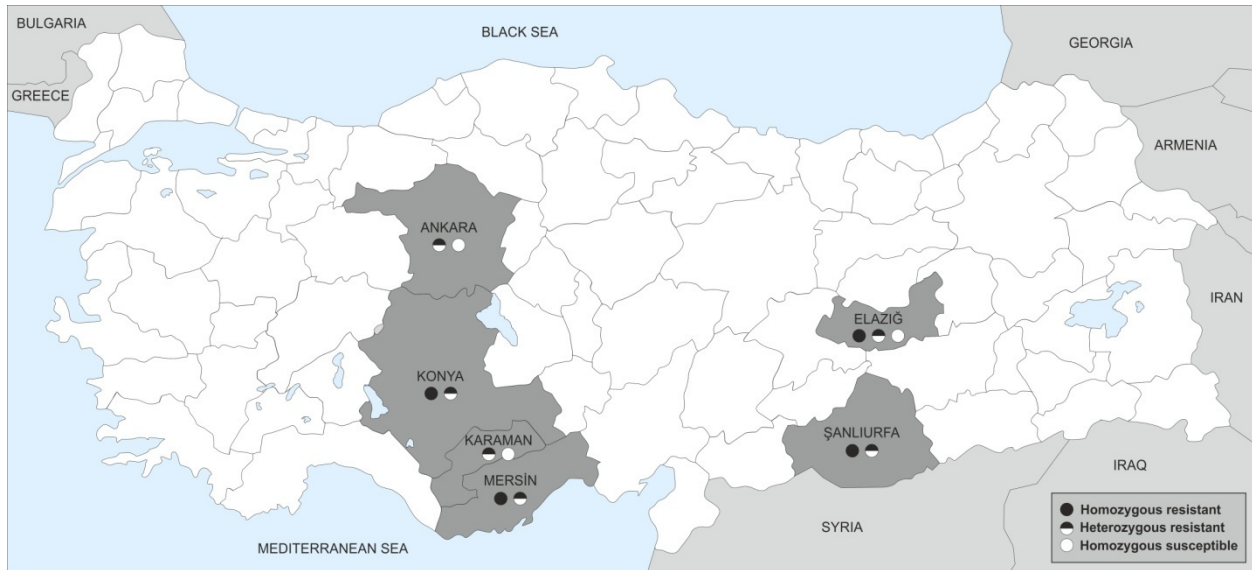 BULGARIA
BLACK SEA
GEORGIA
GREECE
ARMENIA
ANKARA
IRAN
ELAZIĞ
KONYA
ŞANLIURFA
KARAMAN
IRAQ
MERSİN
Homozygous resistant
Heterozygous resistant
SYRIA
Homozygous susceptible
MEDITERRANEAN SEA